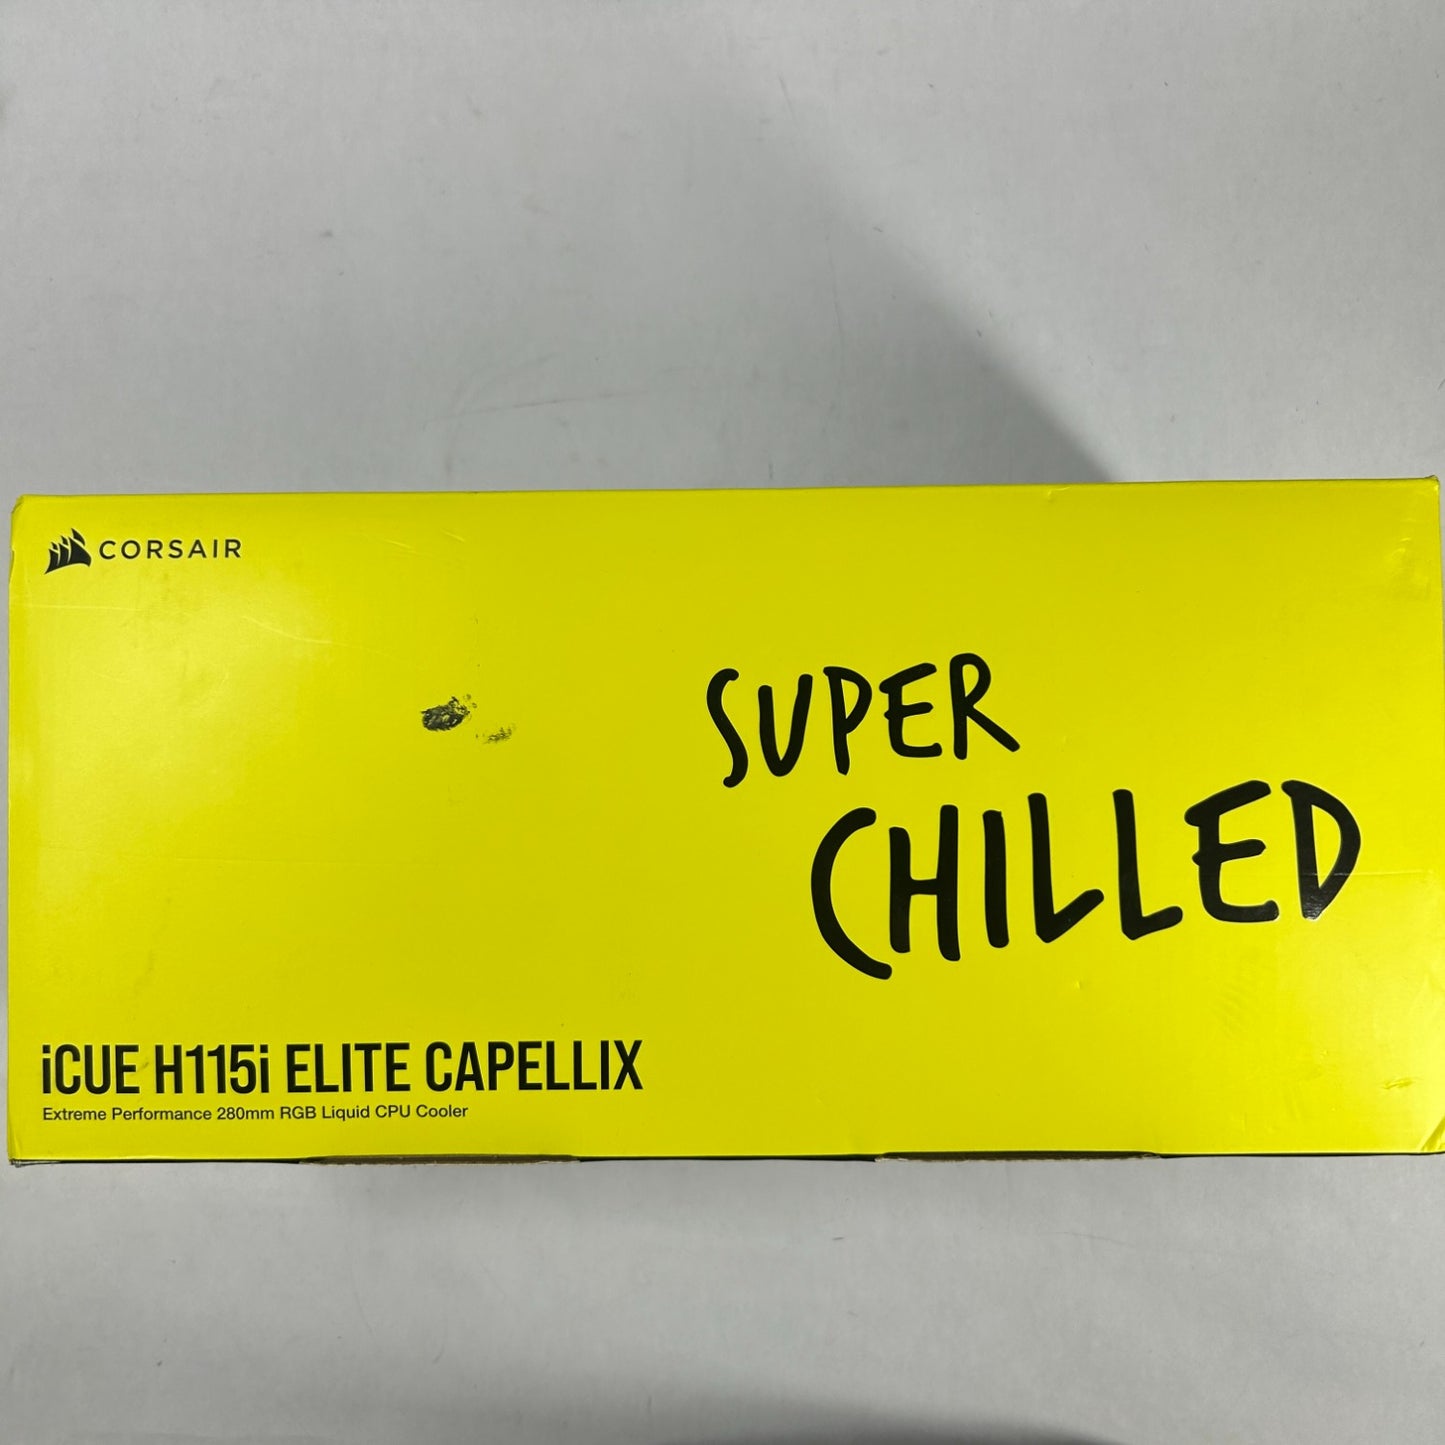 CORSAIR
SUPER
CHILLED
iCUE H115i ELITE CAPELLIX
Extreme Performance 280mm RGB Liquid CPU Cooler